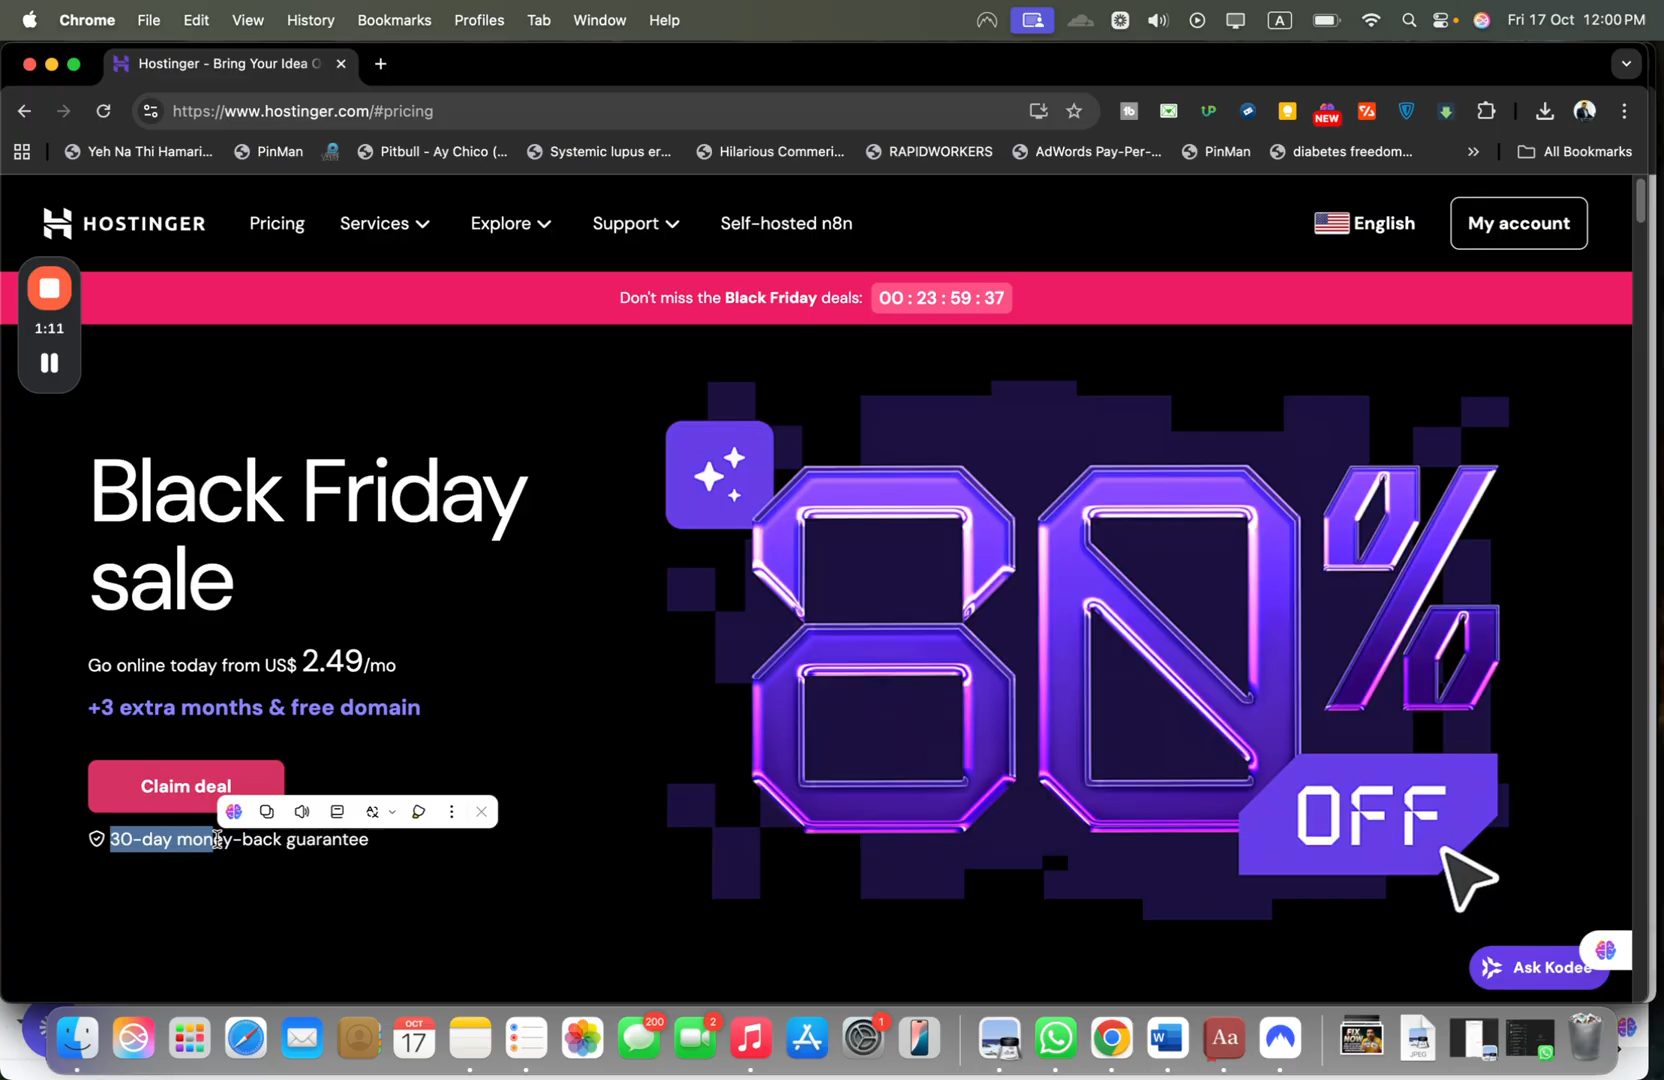 Chrome File Edit View History Bookmarks Profiles Tab Window Help A Fri 17 Oct 12:00 PM
Hostinger - Bring Your Idea O
https://www.hostinger.com/#pricing UP NEW
Yeh Na Thi Hamari... PinMan Pitbull - Ay Chico (... Systemic lupus er... Hilarious Commeri... RAPIDWORKERS AdWords Pay-Per-... PinMan diabetes freedom... » All Bookmarks
HOSTINGER Pricing Services Explore Support Self-hosted n8n English My account
Don't miss the Black Friday deals: 00 : 23 : 59 : 37
1:11
Black Friday
sale
80%
OFF
Go online today from US$ 2.49/mo
+3 extra months & free domain
Claim deal
30-day money-back guarantee
Ask Kodee
OCT
17
200
2
1
Aa
JPEG